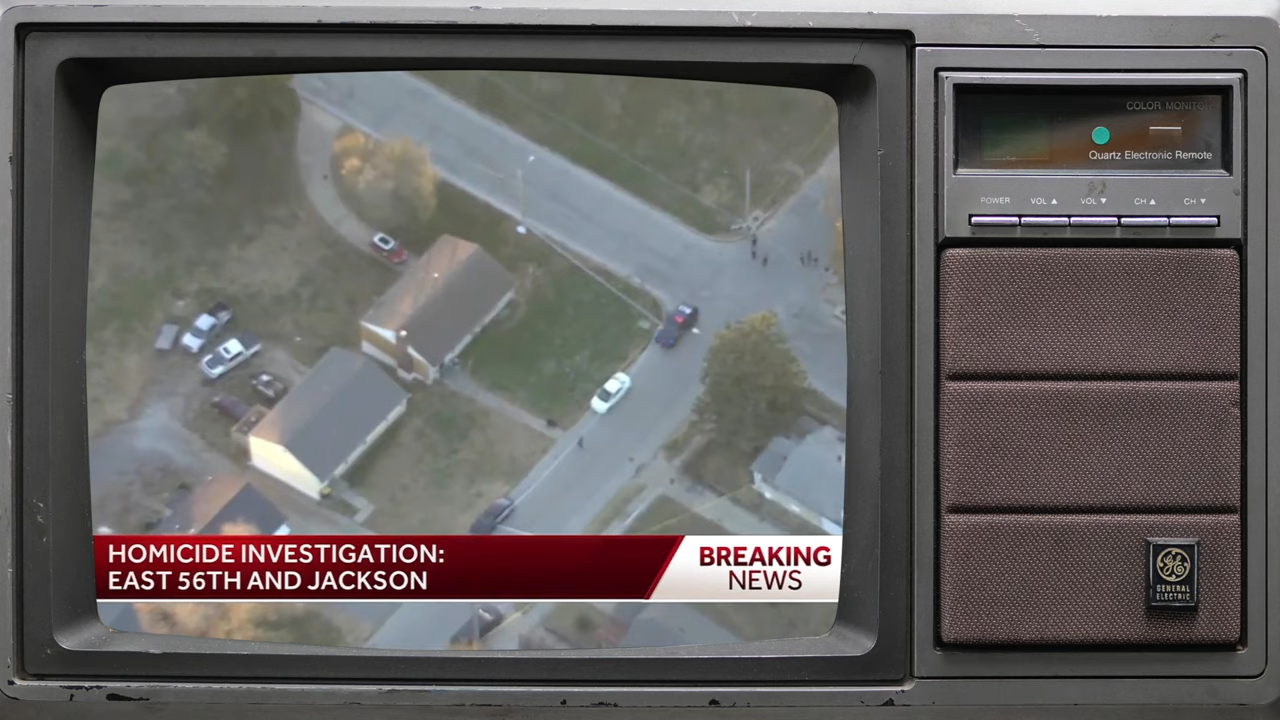 COLOR MONITOR
Quartz Electronic Remote
POWER VOL ▲ VOL ▼ CH ▲ CH ▼
HOMICIDE INVESTIGATION:
EAST 56TH AND JACKSON
BREAKING
NEWS
GE
GENERAL
ELECTRIC